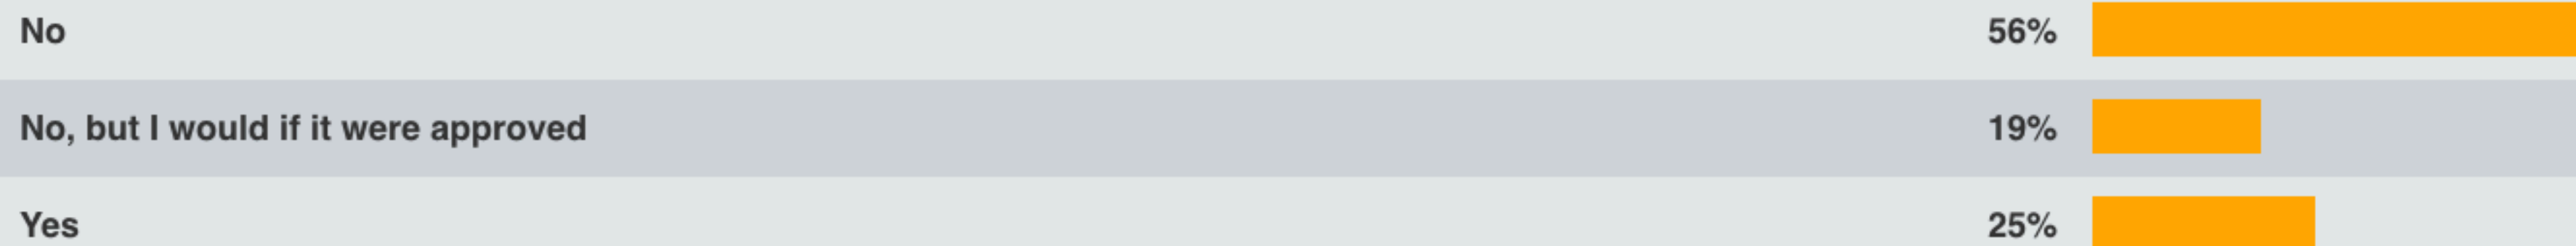 No 56%
No, but I would if it were approved 19%
Yes 25%